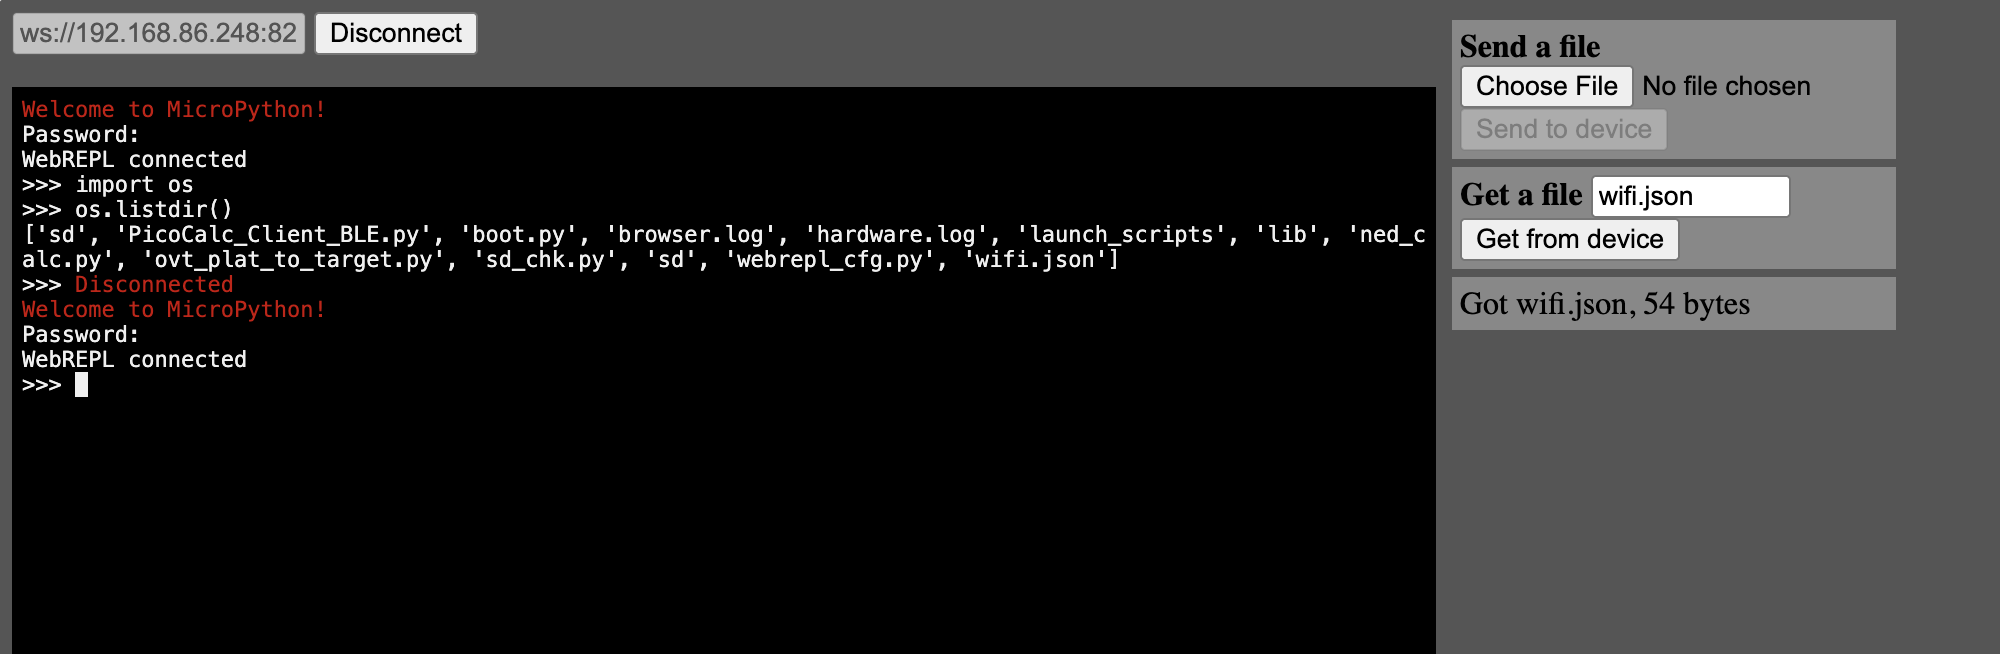 ws://192.168.86.248:82
Disconnect
Welcome to MicroPython!
Password:
WebREPL connected
>>> import os
>>> os.listdir()
['sd', 'PicoCalc_Client_BLE.py', 'boot.py', 'browser.log', 'hardware.log', 'launch_scripts', 'lib', 'ned_c
alc.py', 'ovt_plat_to_target.py', 'sd_chk.py', 'sd', 'webrepl_cfg.py', 'wifi.json']
>>> Disconnected
Welcome to MicroPython!
Password:
WebREPL connected
>>>
Send a file
Choose File No file chosen
Send to device
Get a file wifi.json
Get from device
Got wifi.json, 54 bytes